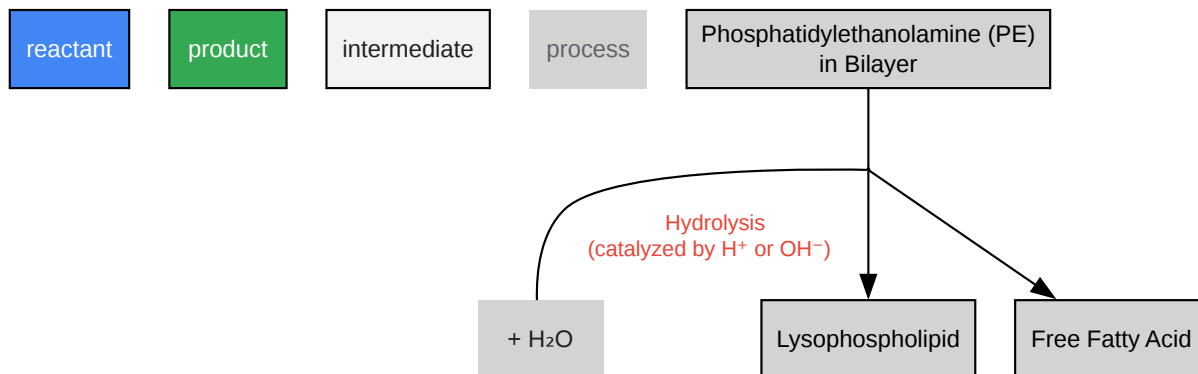 reactant
product
intermediate
process
Phosphatidylethanolamine (PE)
in Bilayer
Hydrolysis
(catalyzed by H⁺ or OH⁻)
+ H₂O
Lysophospholipid
Free Fatty Acid